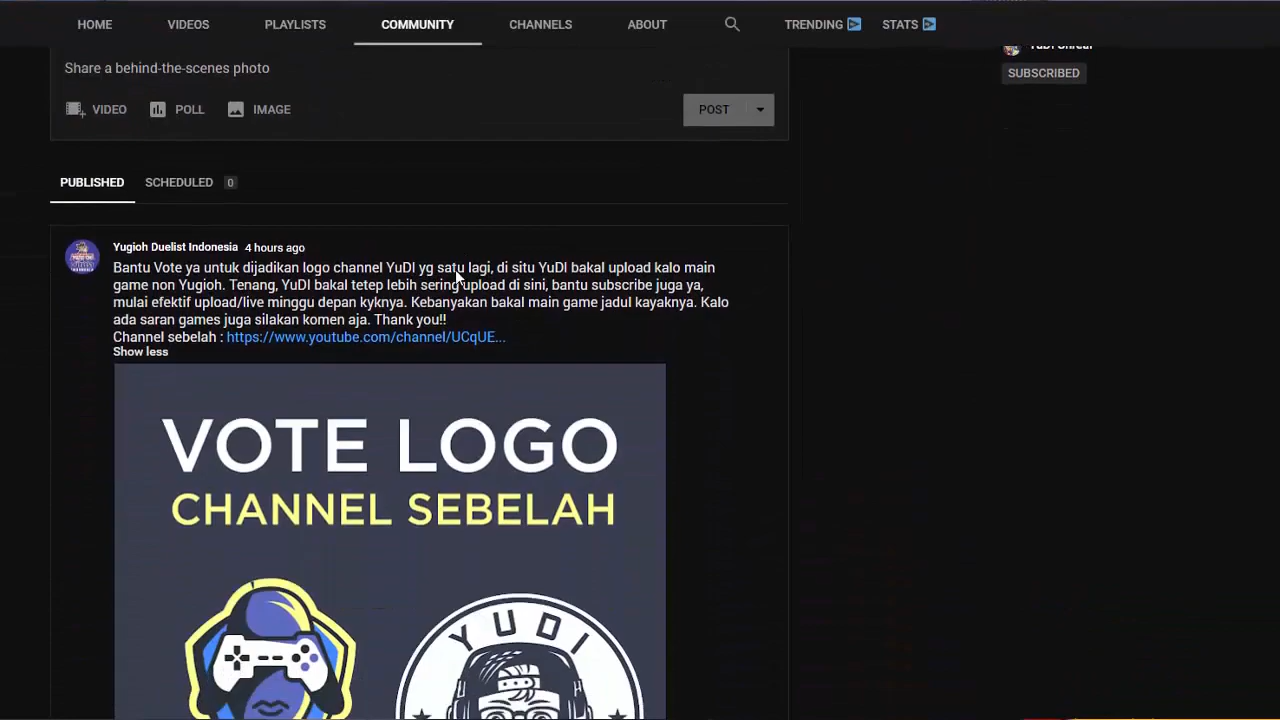 HOME VIDEOS PLAYLISTS COMMUNITY CHANNELS ABOUT TRENDING STATS
SUBSCRIBED
Share a behind-the-scenes photo
VIDEO POLL IMAGE POST
PUBLISHED SCHEDULED 0
Yugioh Duelist Indonesia 4 hours ago
Bantu Vote ya untuk dijadikan logo channel YuDI yg satu lagi, di situ YuDI bakal upload kalo main
game non Yugioh. Tenang, YuDI bakal tetep lebih sering upload di sini, bantu subscribe juga ya,
mulai efektif upload/live minggu depan kyknya. Kebanyakan bakal main game jadul kayaknya. Kalo
ada saran games juga silakan komen aja. Thank you!!
Channel sebelah : https://www.youtube.com/channel/UCqUE...
Show less
VOTE LOGO
CHANNEL SEBELAH
YUDI